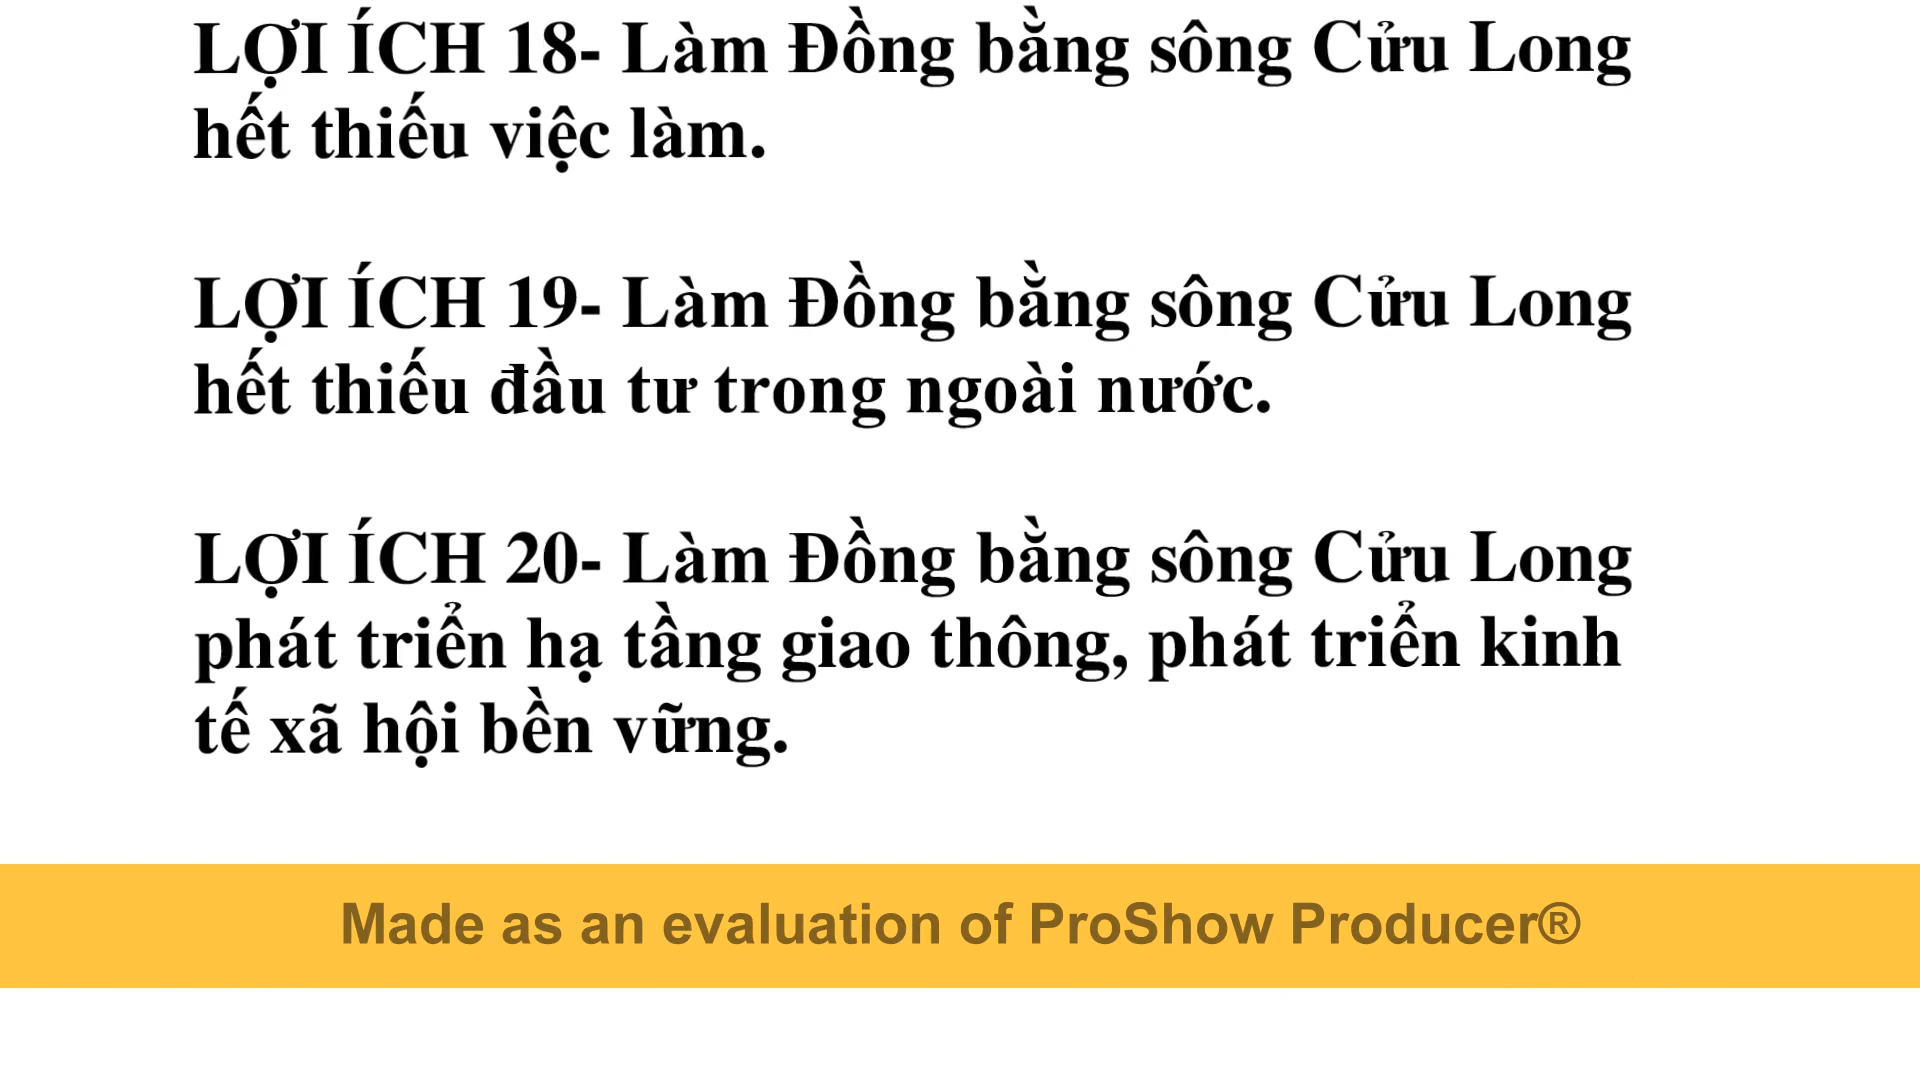 LỢI ÍCH 18- Làm Đồng bằng sông Cửu Long
hết thiếu việc làm.
LỢI ÍCH 19- Làm Đồng bằng sông Cửu Long
hết thiếu đầu tư trong ngoài nước.
LỢI ÍCH 20- Làm Đồng bằng sông Cửu Long
phát triển hạ tầng giao thông, phát triển kinh
tế xã hội bền vững.
Made as an evaluation of ProShow Producer®